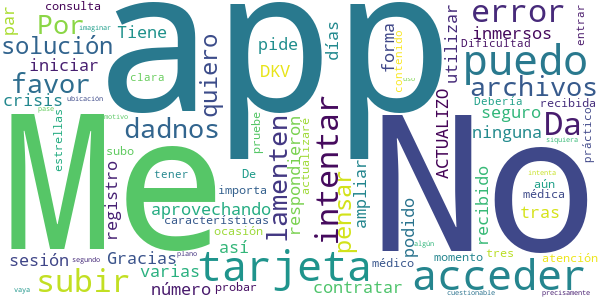 consulta
imaginar
par
Por
Tiene
app
error
solución
quiero
pide
días
forma
utilizar
inmersos
Dificultad
entrar
iniciar
clara
DKV
contenido
puedo
favor
archivos
crisis
ubicación
uso
Debería
recibida
práctico
Me
No
dadnos
intentar
ACTUALIZO
seguro
Da
estrellas
pase
motivo
lamenten
pruebe
respondieron
actualizaré
pensar
ampliar
ninguna
siquiera
subo
registro
tener
De
importa
podido
recibido
intenta
aún
médica
aprovechando
características
tras
ocasión
así
Gracias
sesión
segundo
plano
varias
tarjeta
médico
algún
momento
tres
atención
subir
número
probar
contratar
acceder
vaya
cuestionable
precisamente